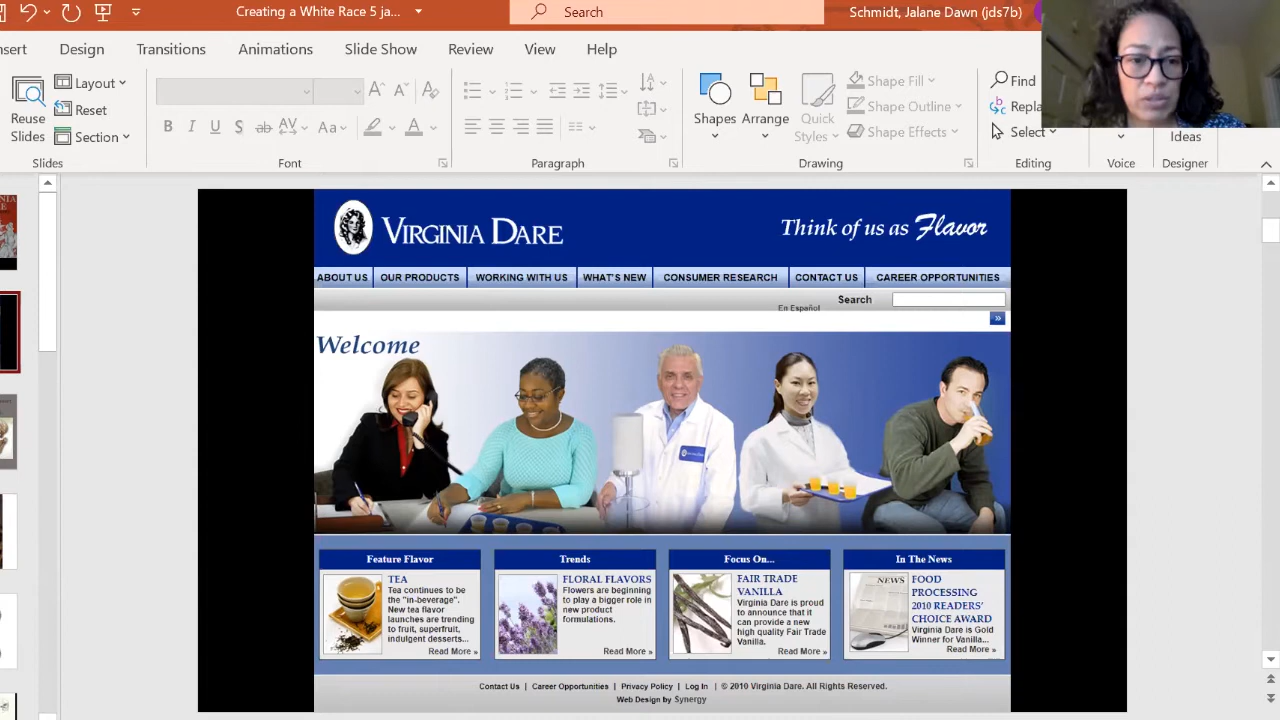 Creating a White Race 5 ja...
Search
Schmidt, Jalane Dawn (jds7b)
nsert
Design
Transitions
Animations
Slide Show
Review
View
Help
Reuse
Slides
Layout
Reset
Section
Slides
B I U S ab AV Aa A
Font
Paragraph
Shapes
Arrange
Quick
Styles
Shape Fill
Shape Outline
Shape Effects
Drawing
Find
Repla
Select
Editing
Voice
Ideas
Designer
VIRGINIA DARE
Think of us as Flavor
ABOUT US
OUR PRODUCTS
WORKING WITH US
WHAT'S NEW
CONSUMER RESEARCH
CONTACT US
CAREER OPPORTUNITIES
En Español
Search
»
Welcome
Feature Flavor
TEA
Tea continues to be
the "in-beverage".
New tea flavor
launches are trending
to fruit, superfruit,
indulgent desserts...
Read More »
Trends
FLORAL FLAVORS
Flowers are beginning
to play a bigger role in
new product
formulations.
Read More »
Focus On...
FAIR TRADE
VANILLA
Virginia Dare is proud
to announce that it
can provide a new
high quality Fair Trade
Vanilla.
Read More »
In The News
NEWS
FOOD
PROCESSING
2010 READERS'
CHOICE AWARD
Virginia Dare is Gold
Winner for Vanilla...
Read More »
Contact Us | Career Opportunities | Privacy Policy | Log In | © 2010 Virginia Dare. All Rights Reserved.
Web Design by Synergy